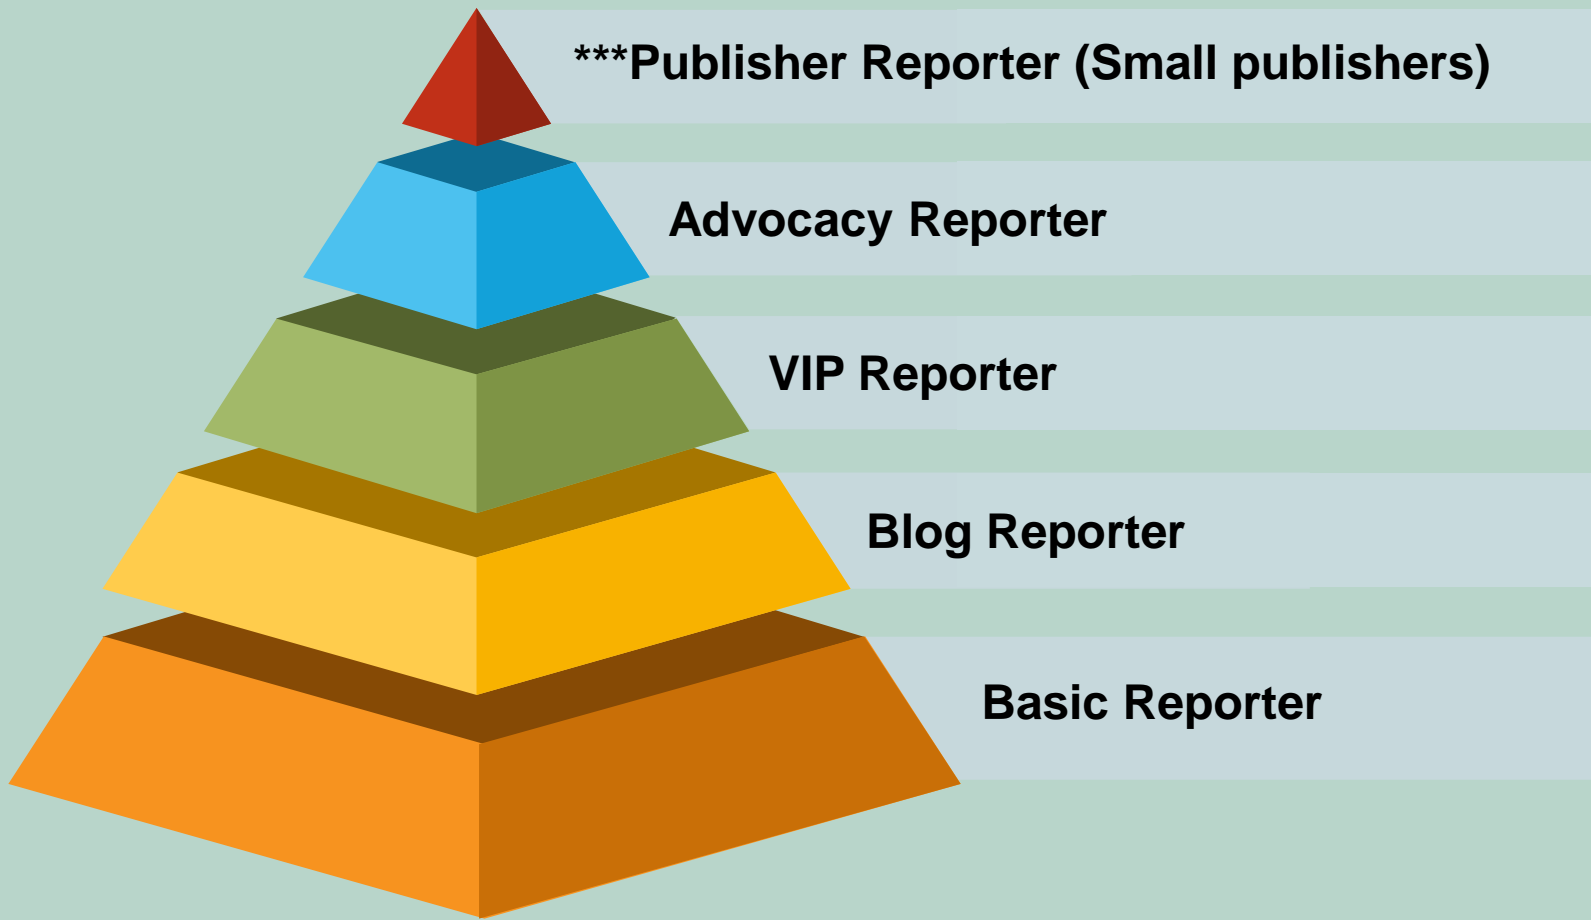 ***Publisher Reporter (Small publishers)
Advocacy Reporter
VIP Reporter
Blog Reporter
Basic Reporter